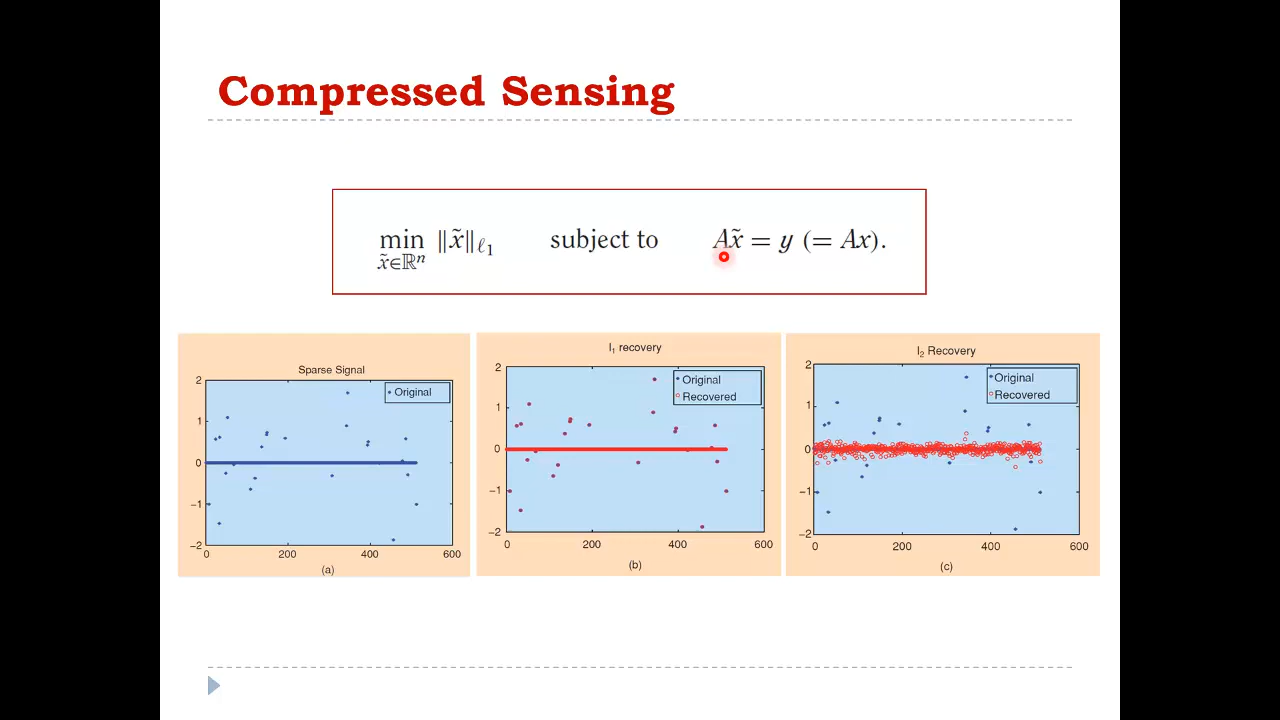 Compressed Sensing
min ‖x̃‖ℓ₁ subject to Ax̃ = y (= Ax).
x̃∈ℝⁿ
Sparse Signal
Original
2
1
0
−1
−2
0 200 400 600
(a)
l₁ recovery
Original
Recovered
2
1
0
−1
−2
0 200 400 600
(b)
l₂ Recovery
Original
Recovered
2
1
0
−1
−2
0 200 400 600
(c)